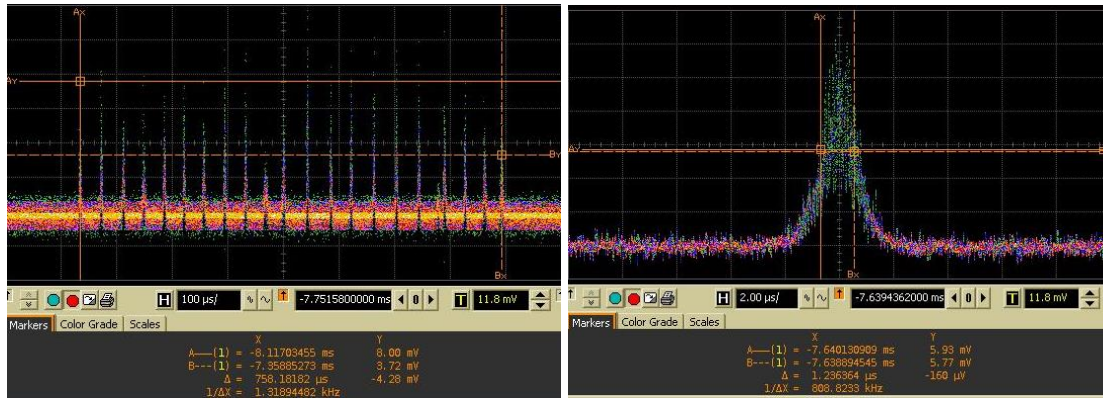 Ax
Ay
By
Bx
H 100 µs/ -7.7515800000 ms 0 T 11.8 mV
Markers Color Grade Scales
X Y
A---(1) = -8.11703455 ms 8.00 mV
B---(1) = -7.35885273 ms 3.72 mV
Δ = 758.18182 µs -4.28 mV
1/ΔX = 1.31894482 kHz
Ax
Ay
Bx
H 2.00 µs/ -7.6394362000 ms 0 T 11.8 mV
Markers Color Grade Scales
X Y
A---(1) = -7.640130909 ms 5.93 mV
B---(1) = -7.638894545 ms 5.77 mV
Δ = 1.236364 µs -160 µV
1/ΔX = 808.8233 kHz